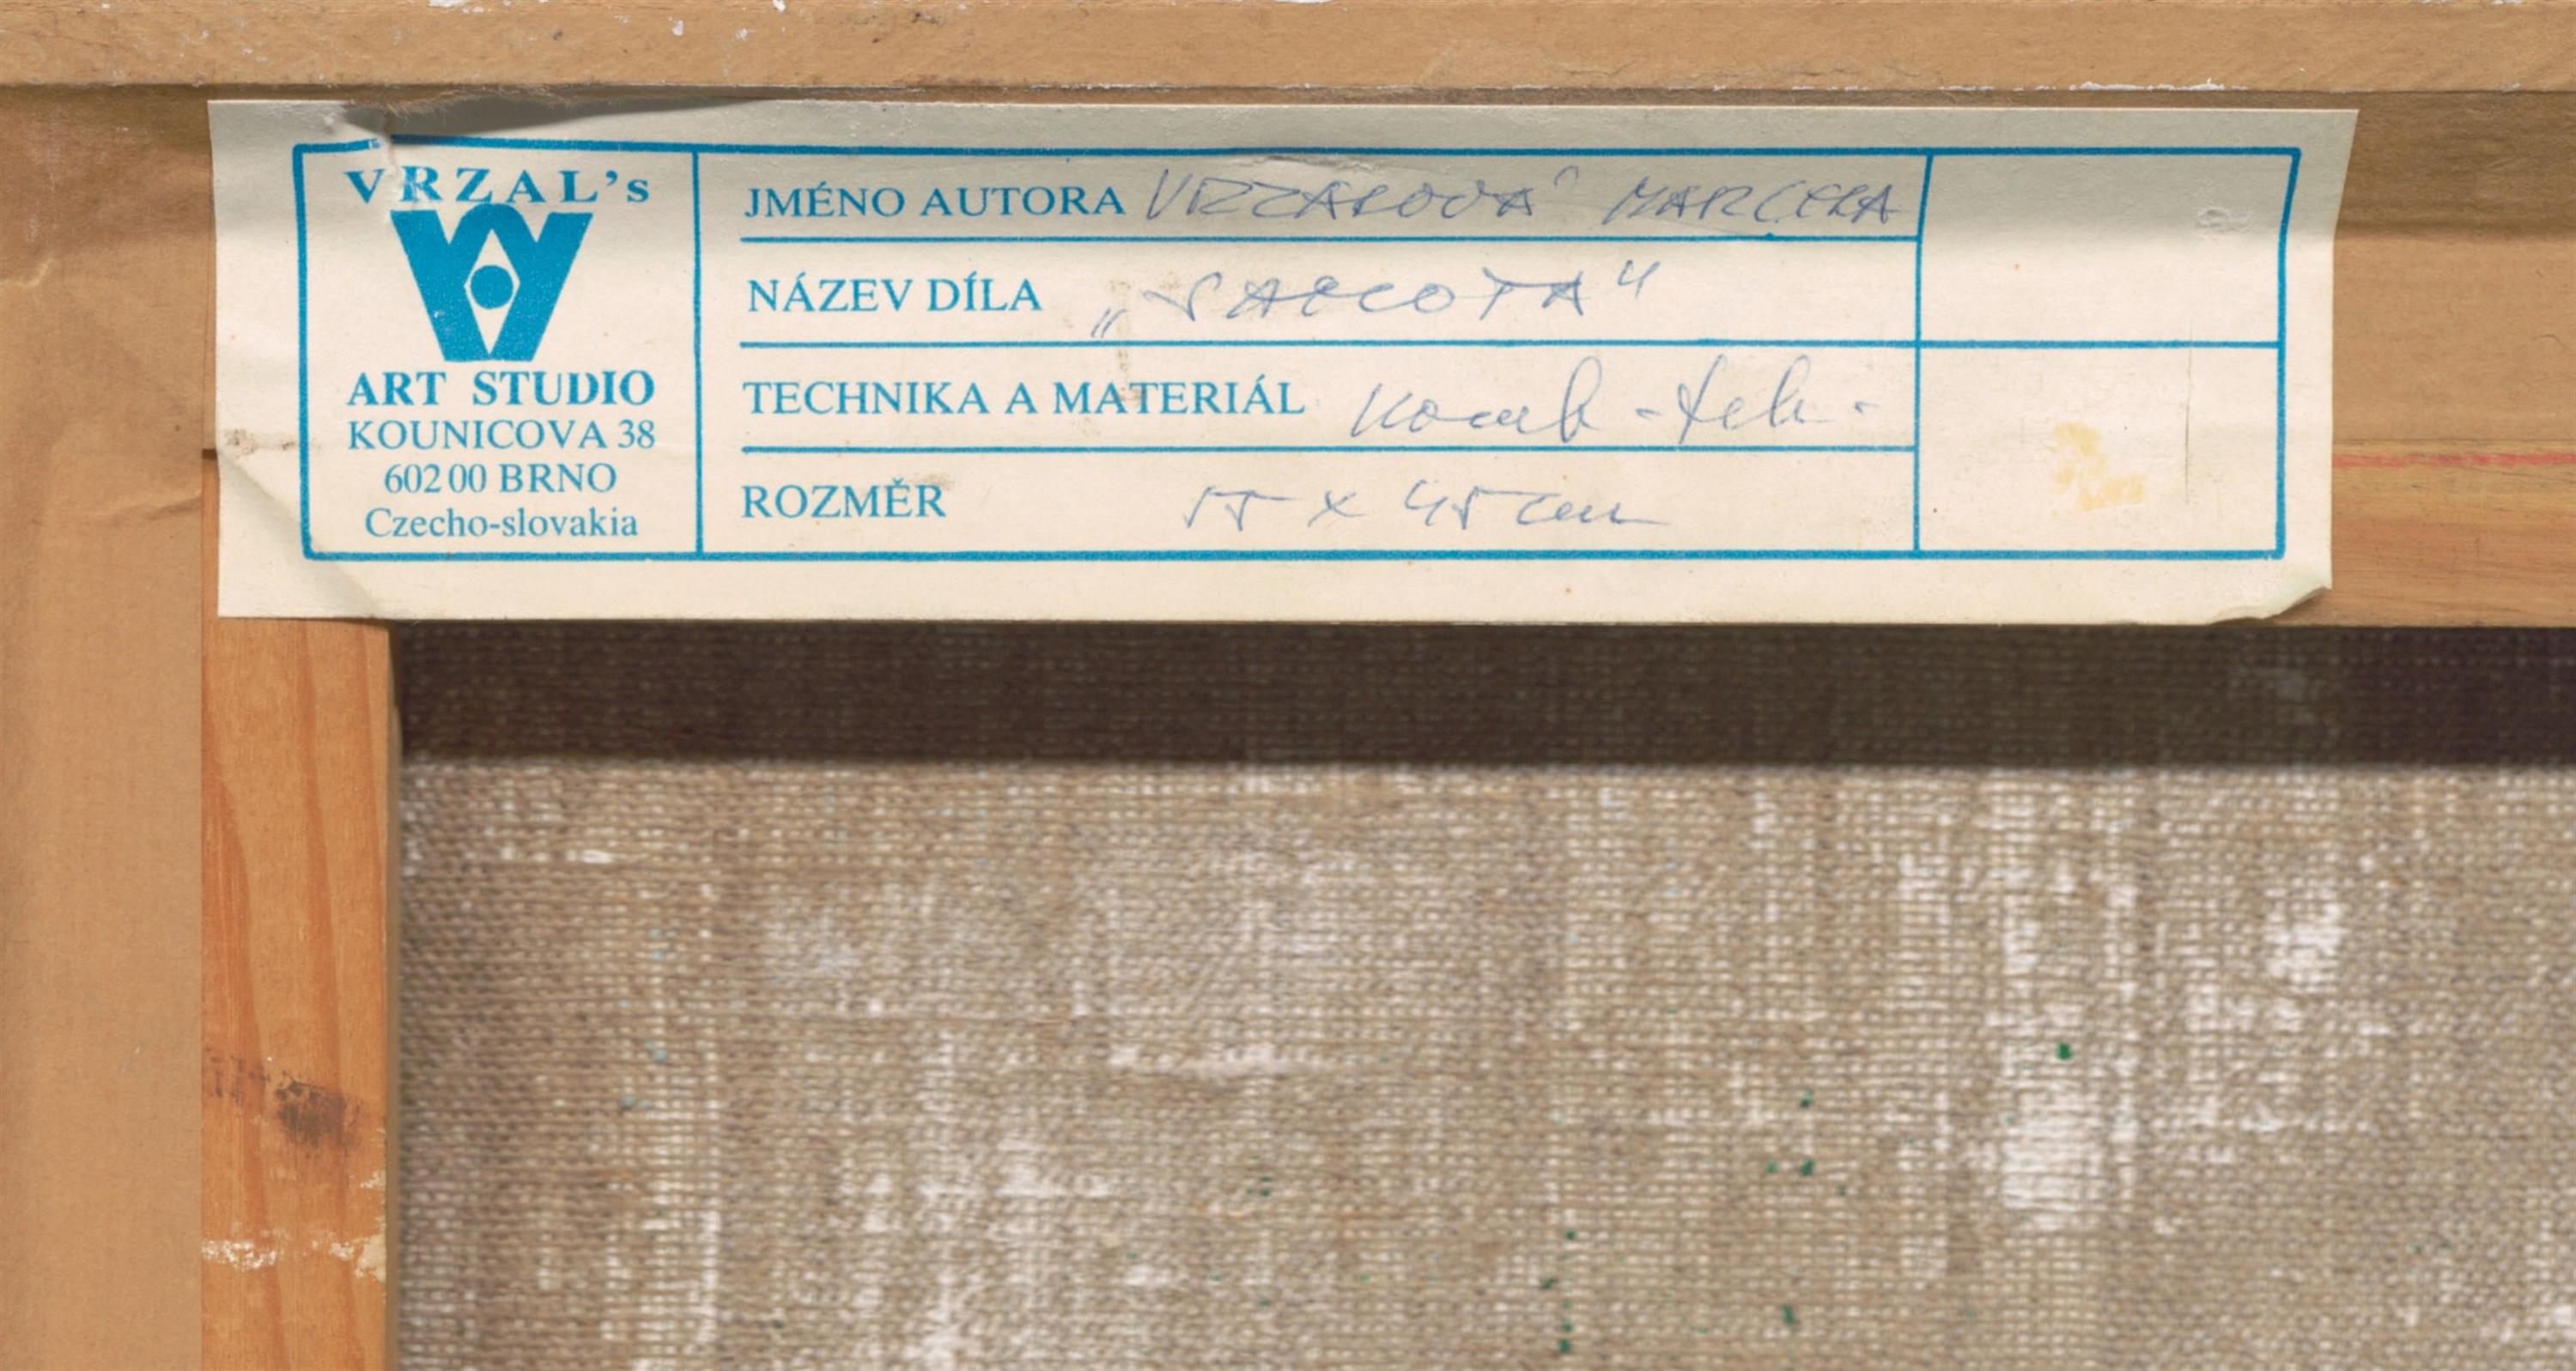 VRZAL's
ART STUDIO
KOUNICOVA 38
602 00 BRNO
Czecho-slovakia
JMÉNO AUTORA VRZALOVÁ MARCELA
NÁZEV DÍLA
TECHNIKA A MATERIÁL komb. tech.
ROZMĚR 55 x 45 cm